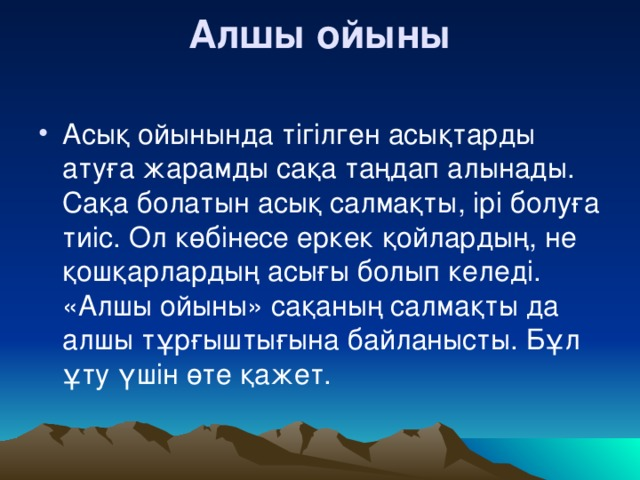 Алшы ойыны
• Асық ойынында тігілген асықтарды
атуға жарамды сақа таңдап алынады.
Сақа болатын асық салмақты, ірі болуға
тиіс. Ол көбінесе еркек қойлардың, не
қошқарлардың асығы болып келеді.
«Алшы ойыны» сақаның салмақты да
алшы тұрғыштығына байланысты. Бұл
ұту үшін өте қажет.